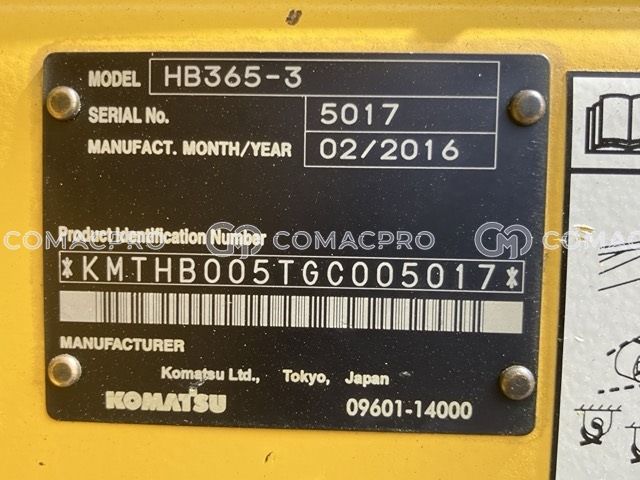 MODEL HB365-3
SERIAL No. 5017
MANUFACT. MONTH/YEAR 02/2016
Product Identification Number
COMACPRO COMACPRO COMACPRO
*KMTHB005TGC005017*
MANUFACTURER
Komatsu Ltd., Tokyo, Japan
KOMATSU 09601-14000